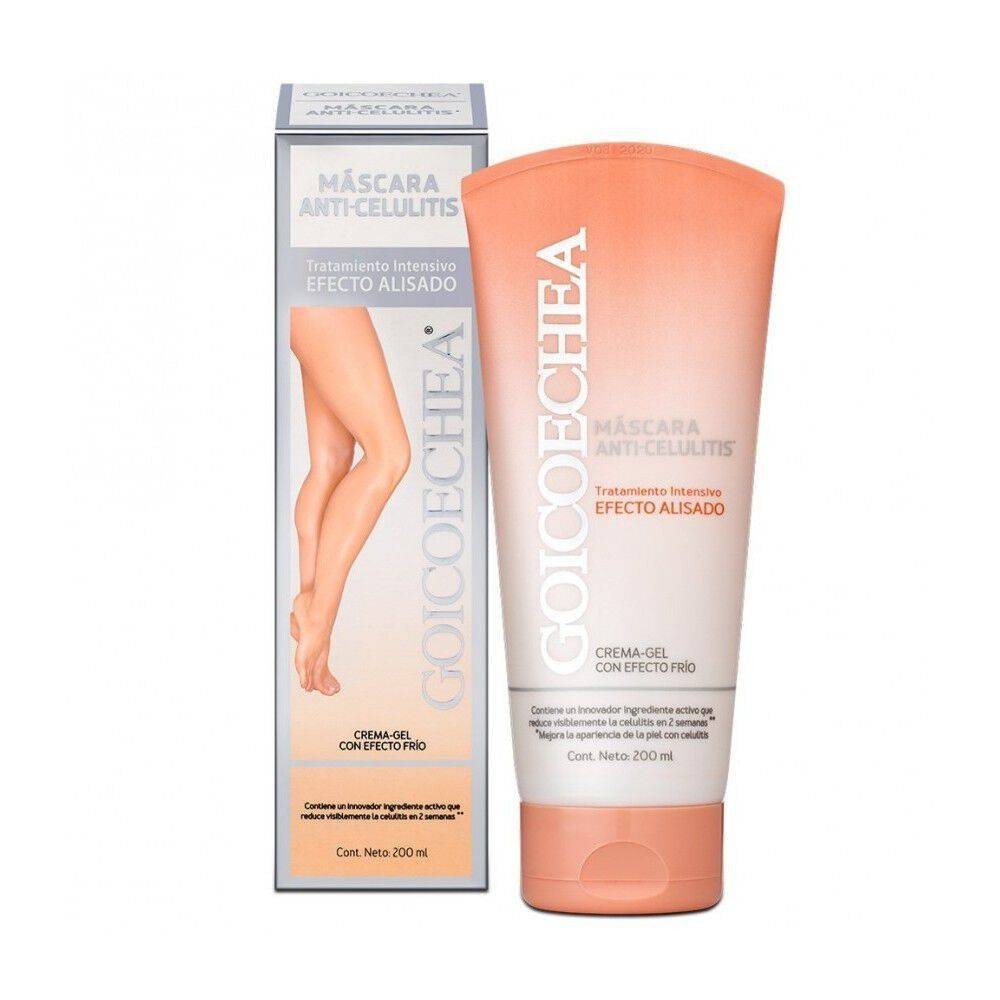 GOICOECHEA®
MÁSCARA
ANTI-CELULITIS*
MÁSCARA
ANTI-CELULITIS
Tratamiento Intensivo
EFECTO ALISADO
GOICOECHEA®
CREMA-GEL
CON EFECTO FRÍO
Contiene un Innovador Ingrediente activo que
reduce visiblemente la celulitis en 2 semanas**
Cont. Neto: 200 ml
GOICOECHEA
MÁSCARA
ANTI-CELULITIS*
Tratamiento Intensivo
EFECTO ALISADO
CREMA-GEL
CON EFECTO FRÍO
Contiene un Innovador Ingrediente activo que
reduce visiblemente la celulitis en 2 semanas**
*Mejora la apariencia de la piel con celulitis
Cont. Neto: 200 ml